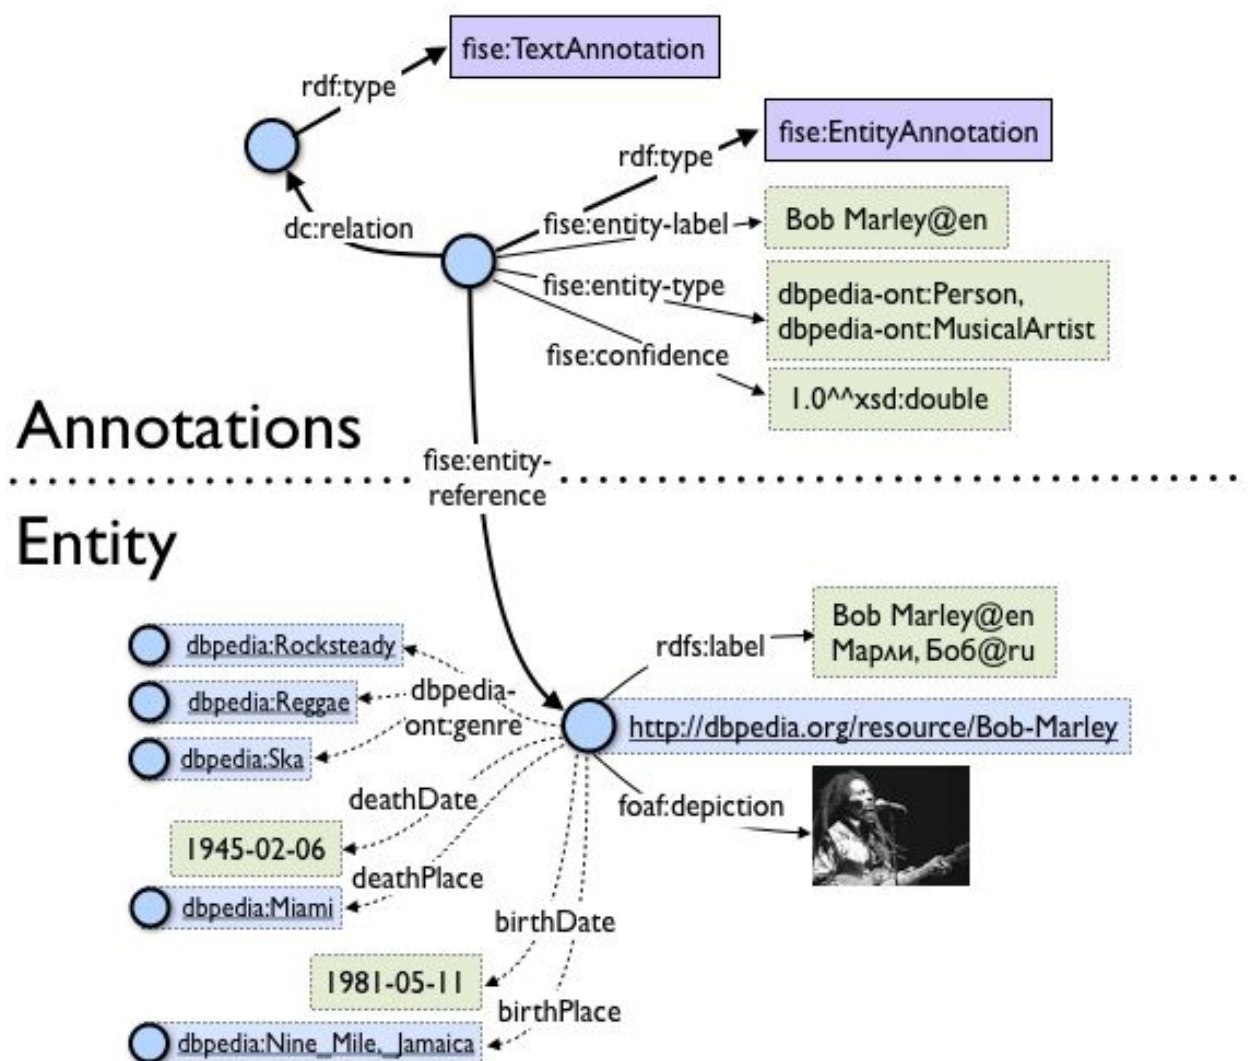 fise:TextAnnotation
rdf:type
fise:EntityAnnotation
rdf:type
Bob Marley@en
fise:entity-label
dc:relation
fise:entity-type
dbpedia-ont:Person,
dbpedia-ont:MusicalArtist
fise:confidence
1.0^^xsd:double
Annotations
fise:entity-
reference
Entity
Bob Marley@en
Марли, Боб@ru
rdfs:label
dbpedia:Rocksteady
dbpedia:Reggae
dbpedia:Ska
dbpedia-
ont:genre
http://dbpedia.org/resource/Bob-Marley
foaf:depiction
deathDate
1945-02-06
deathPlace
dbpedia:Miami
birthDate
1981-05-11
birthPlace
dbpedia:Nine_Mile,_Jamaica